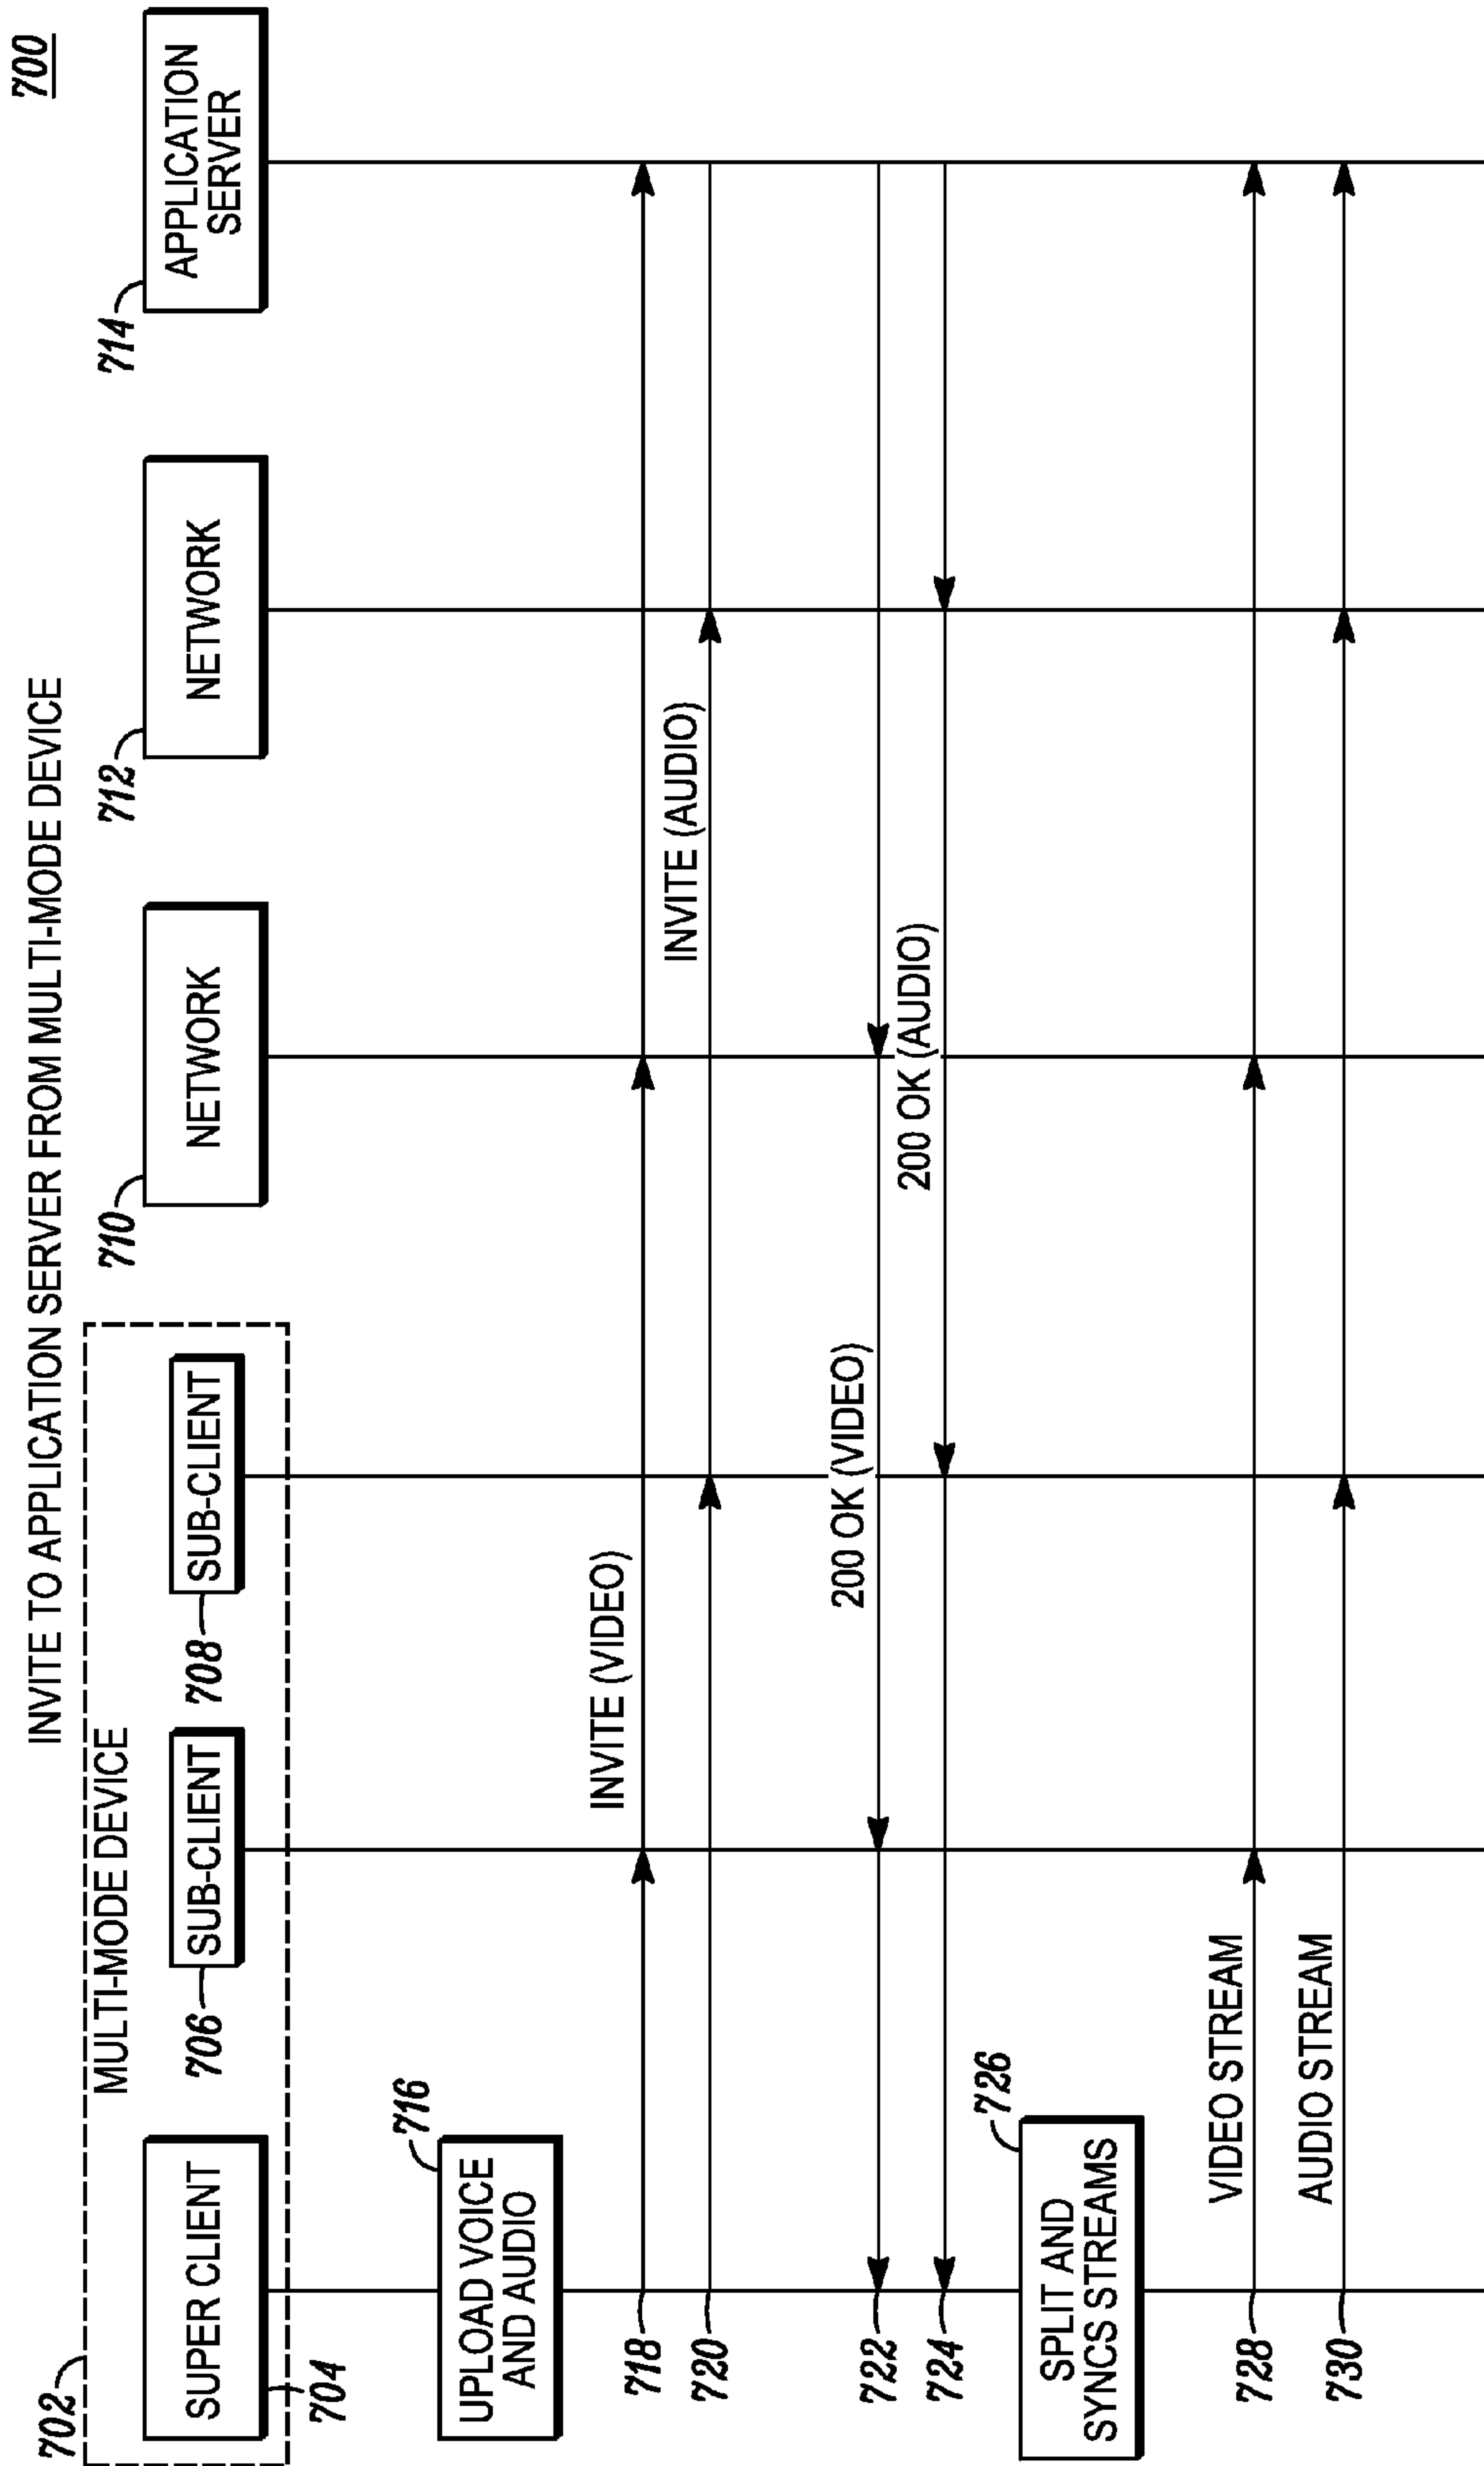 INVITE TO APPLICATION SERVER FROM MULTI-MODE DEVICE
700
702
MULTI-MODE DEVICE
SUPER CLIENT
704
706
SUB-CLIENT
708
SUB-CLIENT
710
NETWORK
712
NETWORK
714
APPLICATION
SERVER
716
UPLOAD VOICE
AND AUDIO
718
INVITE (VIDEO)
720
INVITE (AUDIO)
722
200 OK (VIDEO)
724
200 OK (AUDIO)
726
SPLIT AND
SYNCS STREAMS
728
VIDEO STREAM
730
AUDIO STREAM